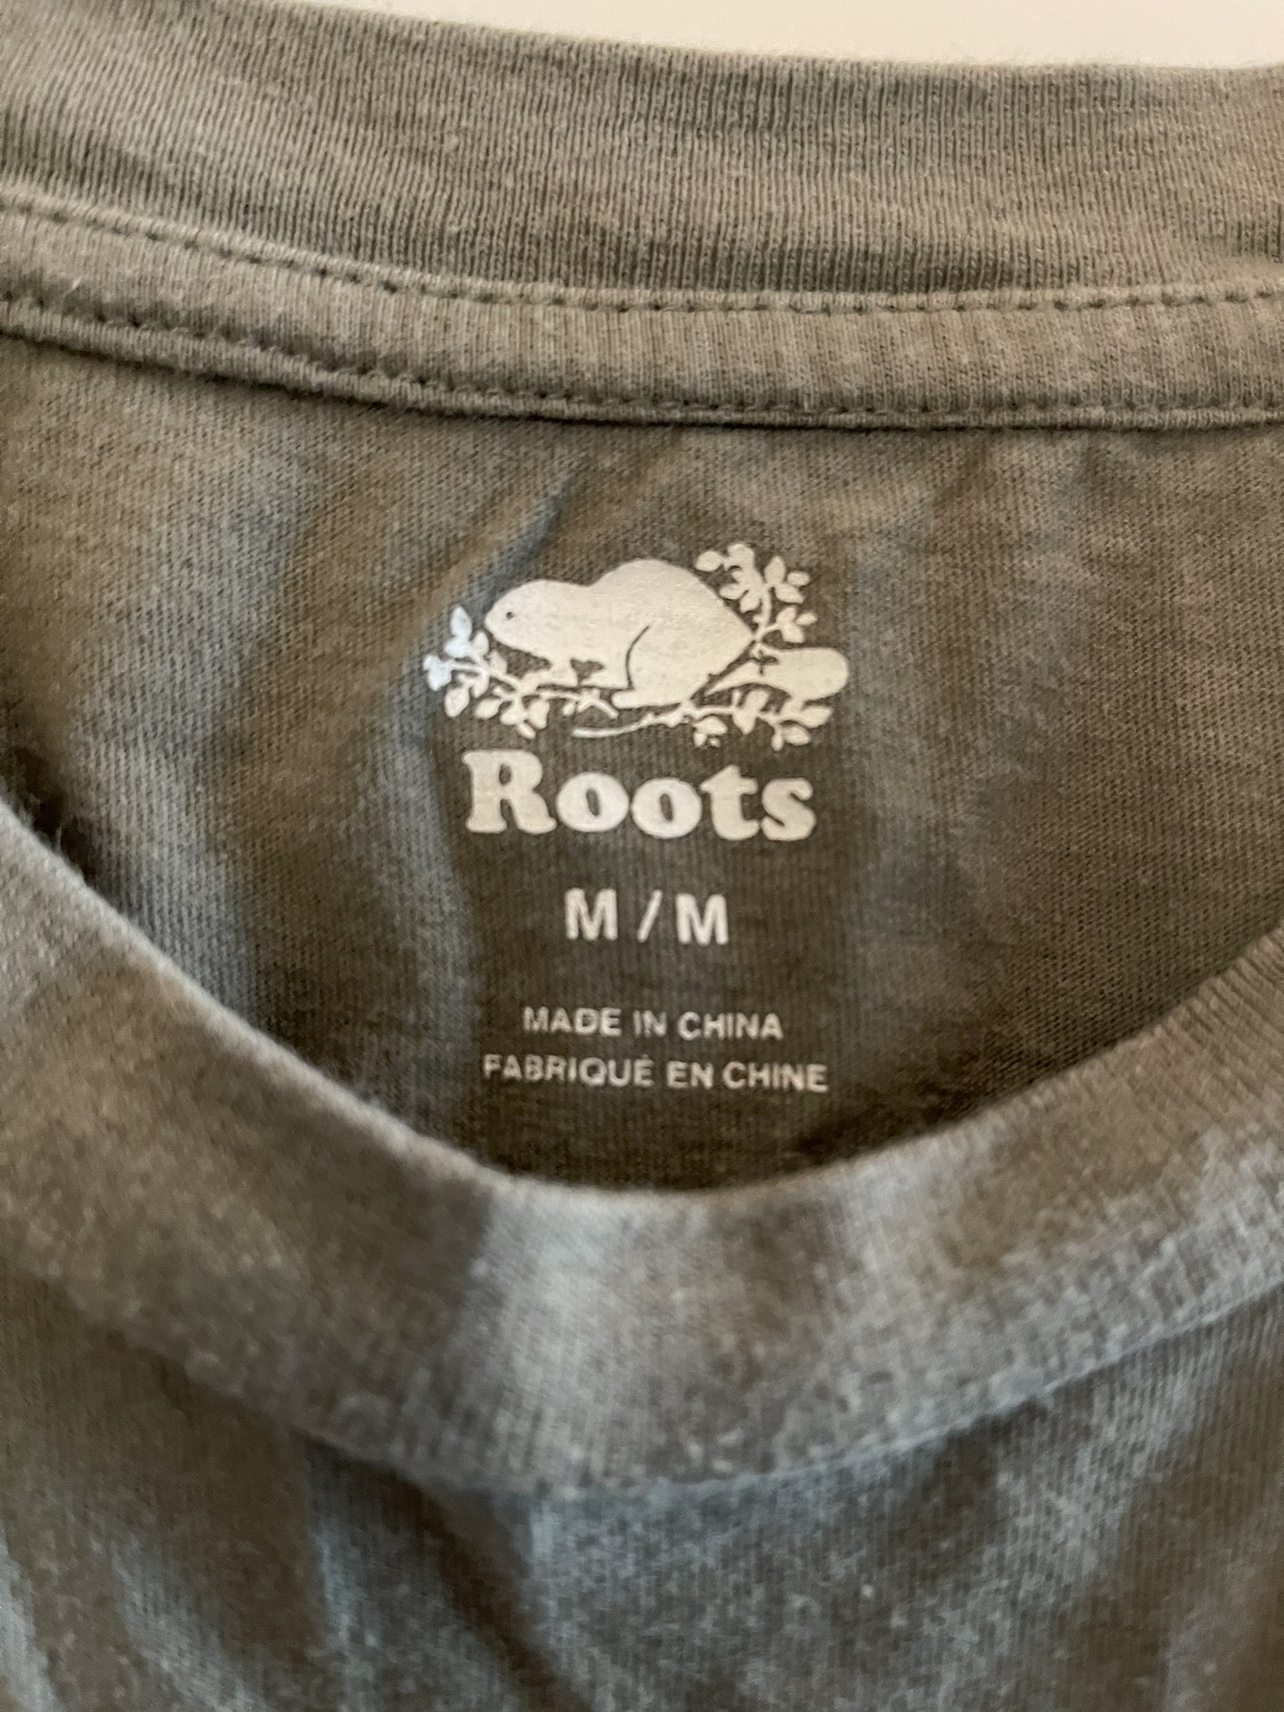 Roots
M / M
MADE IN CHINA
FABRIQUÉ EN CHINE